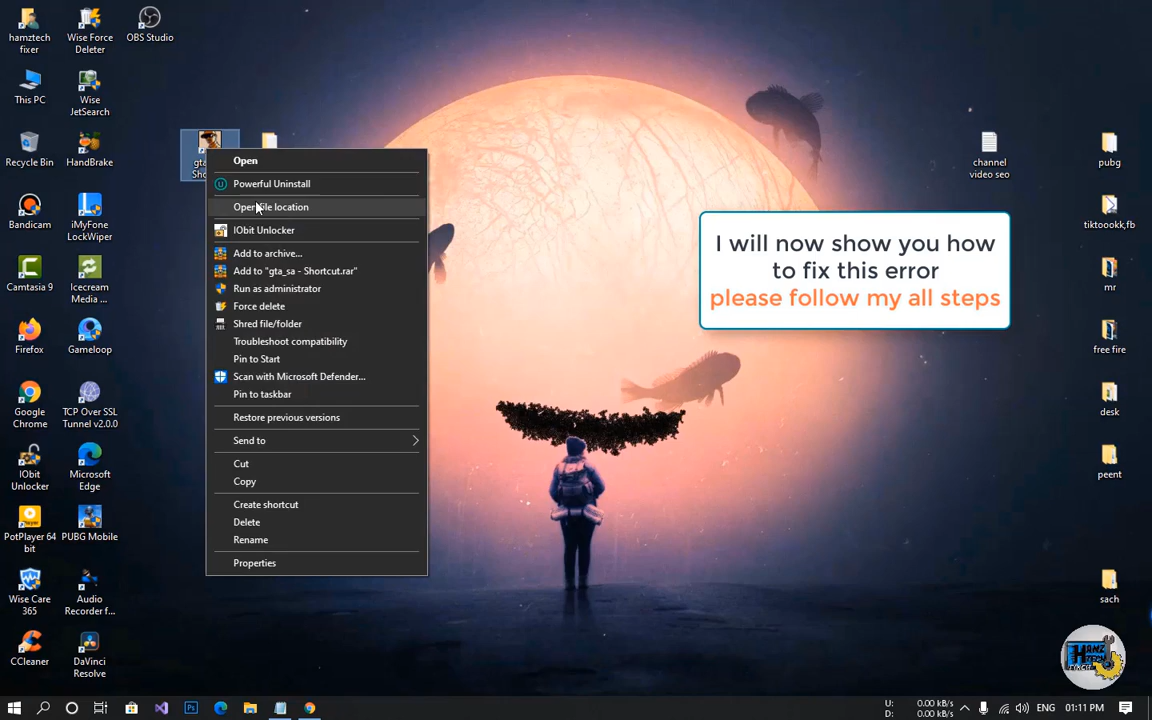 hamztech
fixer
Wise Force
Deleter
OBS Studio
This PC
Wise
JetSearch
Recycle Bin
HandBrake
Bandicam
iMyFone
LockWiper
Camtasia 9
Icecream
Media ...
Firefox
Gameloop
Google
Chrome
TCP Over SSL
Tunnel v2.0.0
IObit
Unlocker
Microsoft
Edge
PotPlayer 64
bit
PUBG Mobile
Wise Care
365
Audio
Recorder f...
CCleaner
DaVinci
Resolve
Open
Powerful Uninstall
Open file location
IObit Unlocker
Add to archive...
Add to "gta_sa - Shortcut.rar"
Run as administrator
Force delete
Shred file/folder
Troubleshoot compatibility
Pin to Start
Scan with Microsoft Defender...
Pin to taskbar
Restore previous versions
Send to
Cut
Copy
Create shortcut
Delete
Rename
Properties
I will now show you how
to fix this error
please follow my all steps
channel
video seo
pubg
tiktoookk,fb
mr
free fire
desk
peent
sach
U: 0.00 kB/s
D: 0.00 kB/s
ENG
01:11 PM